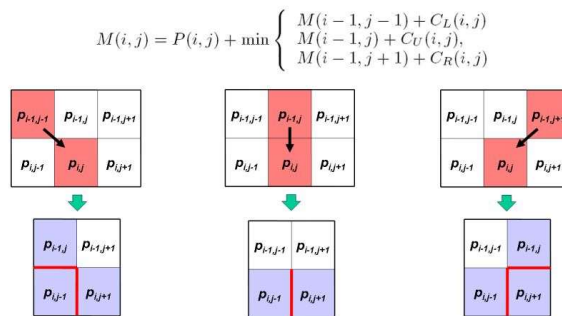 M(i, j) = P(i, j) + min { M(i − 1, j − 1) + C_L(i, j)
M(i − 1, j) + C_U(i, j),
M(i − 1, j + 1) + C_R(i, j)
p_{i-1,j-1} p_{i-1,j} p_{i-1,j+1}
p_{i,j-1} p_{i,j} p_{i,j+1}
p_{i-1,j-1} p_{i-1,j} p_{i-1,j+1}
p_{i,j-1} p_{i,j} p_{i,j+1}
p_{i-1,j-1} p_{i-1,j} p_{i-1,j+1}
p_{i,j-1} p_{i,j} p_{i,j+1}
p_{i-1,j} p_{i-1,j+1}
p_{i,j-1} p_{i,j+1}
p_{i-1,j-1} p_{i-1,j+1}
p_{i,j-1} p_{i,j+1}
p_{i-1,j-1} p_{i-1,j}
p_{i,j-1} p_{i,j+1}